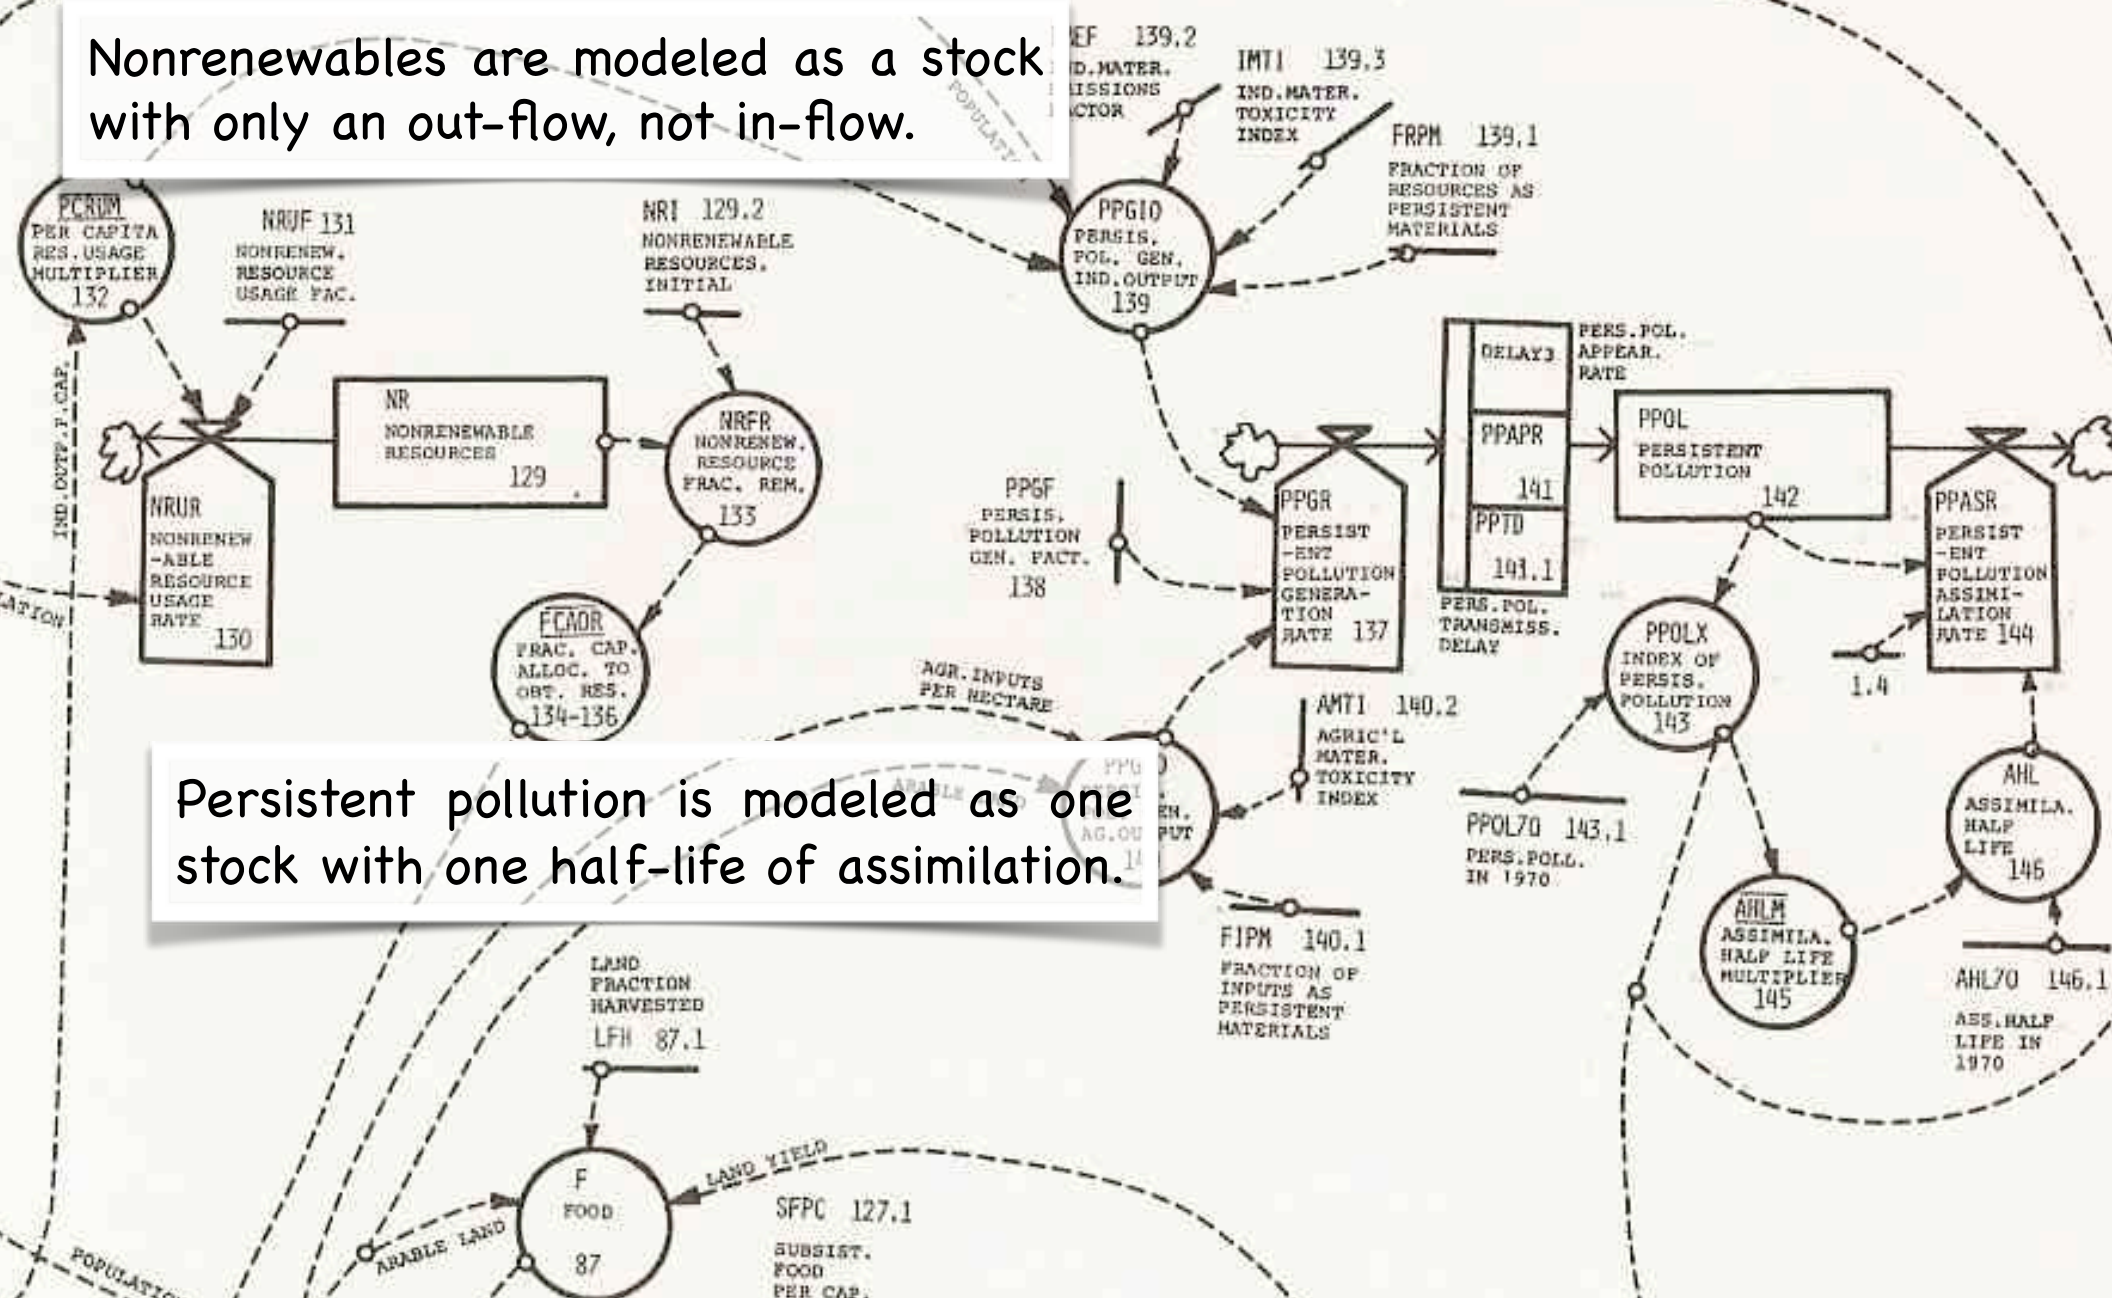 Nonrenewables are modeled as a stock
with only an out-flow, not in-flow.
139.2
IND.MATER.
EMISSIONS
FACTOR
IMTI 139.3
IND.MATER.
TOXICITY
INDEX
FRPM 139.1
FRACTION OF
RESOURCES AS
PERSISTENT
MATERIALS
PCRUM
PER CAPITA
RES.USAGE
MULTIPLIER
132
NRUF 131
NONRENEW.
RESOURCE
USAGE FAC.
NRI 129.2
NONRENEWABLE
RESOURCES.
INITIAL
PPGIO
PERSIS.
POL. GEN.
IND.OUTPUT
139
IND.OUTP.P.CAP.
NR
NONRENEWABLE
RESOURCES
129
NRFR
NONRENEW.
RESOURCE
FRAC. REM.
133
NRUR
NONRENEW
-ABLE
RESOURCE
USAGE
RATE
130
FCAOR
FRAC. CAP.
ALLOC. TO
OBT. RES.
134-136
PPGF
PERSIS.
POLLUTION
GEN. FACT.
138
PPGR
PERSIST
-ENT
POLLUTION
GENERA-
TION
RATE 137
DELAY3
PPAPR
141
PPTD
141.1
PERS.POL.
APPEAR.
RATE
PERS.POL.
TRANSMISS.
DELAY
PPOL
PERSISTENT
POLLUTION
142
PPASR
PERSIST
-ENT
POLLUTION
ASSIMI-
LATION
RATE 144
1.4
PPOLX
INDEX OF
PERSIS.
POLLUTION
143
AGR.INPUTS
PER HECTARE
AMTI 140.2
AGRIC'L
MATER.
TOXICITY
INDEX
Persistent pollution is modeled as one
stock with one half-life of assimilation.
PPOL70 143.1
PERS.POLL.
IN 1970
AHL
ASSIMILA.
HALF
LIFE
146
FIPM 140.1
FRACTION OF
INPUTS AS
PERSISTENT
MATERIALS
AHLM
ASSIMILA.
HALF LIFE
MULTIPLIER
145
AHL70 146.1
ASS.HALF
LIFE IN
1970
LAND
FRACTION
HARVESTED
LFH 87.1
F
FOOD
87
LAND YIELD
ARABLE LAND
SFPC 127.1
SUBSIST.
FOOD
PER CAP.